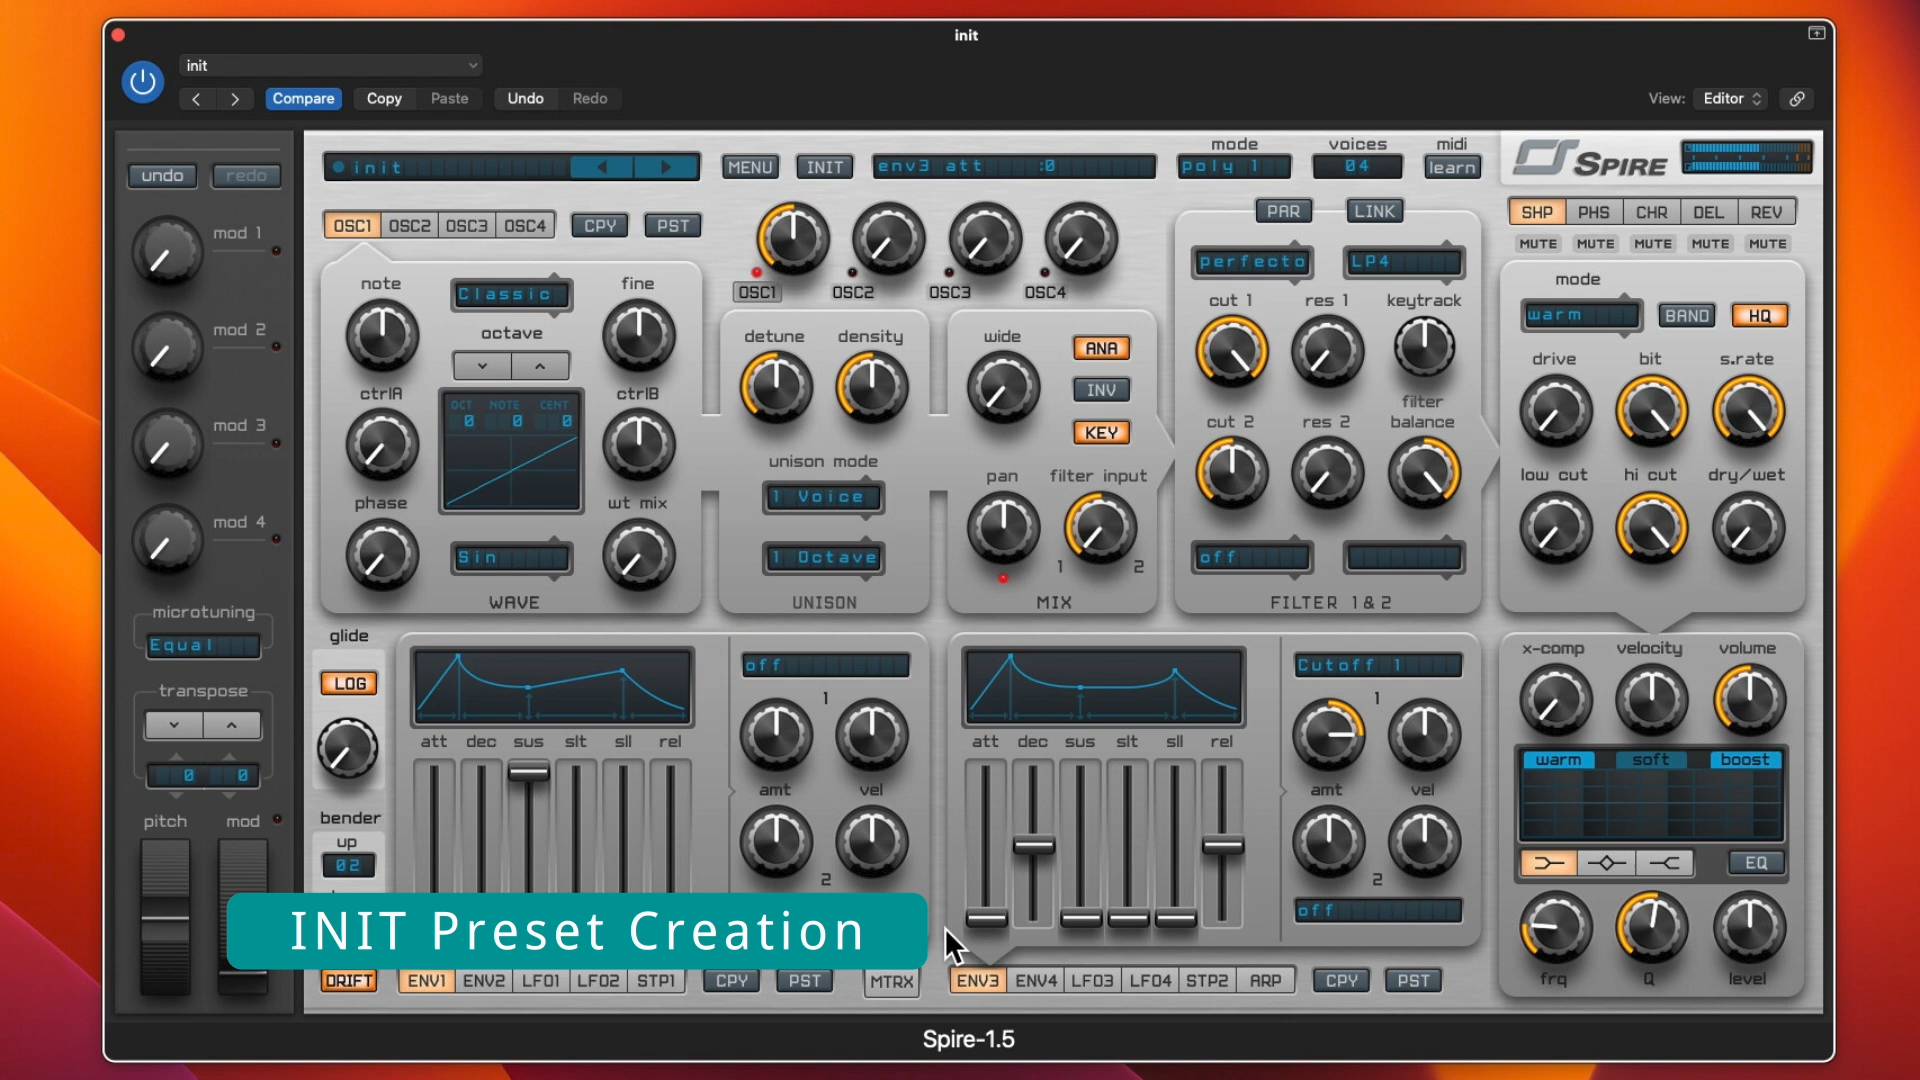 init
init
Compare
Copy
Paste
Undo
Redo
View:
Editor
undo
redo
init
MENU
INIT
env3 att :0
mode
poly 1
voices
04
midi
learn
SPIRE
mod 1
mod 2
mod 3
mod 4
microtuning
Equal
transpose
0 0
pitch
mod
OSC1 OSC2 OSC3 OSC4
CPY
PST
note
Classic
fine
octave
ctrlA
OCT NOTE CENT
0 0 0
ctrlB
phase
Sin
wt mix
WAVE
OSC1 OSC2 OSC3 OSC4
detune
density
unison mode
1 Voice
1 Octave
UNISON
wide
ANA
INV
KEY
pan
filter input
1 2
MIX
PAR
LINK
perfecto
LP4
cut 1
res 1
keytrack
cut 2
res 2
filter
balance
off
FILTER 1&2
SHP PHS CHR DEL REV
MUTE MUTE MUTE MUTE MUTE
mode
warm
BAND
HQ
drive
bit
s.rate
low cut
hi cut
dry/wet
glide
LOG
bender
up
02
DRIFT
att dec sus slt sll rel
off
1
amt
vel
2
att dec sus slt sll rel
Cutoff 1
1
amt
vel
2
off
x-comp
velocity
volume
warm
soft
boost
EQ
frq
Q
level
INIT Preset Creation
ENV1 ENV2 LFO1 LFO2 STP1
CPY
PST
MTRX
ENV3 ENV4 LFO3 LFO4 STP2 ARP
CPY
PST
Spire-1.5